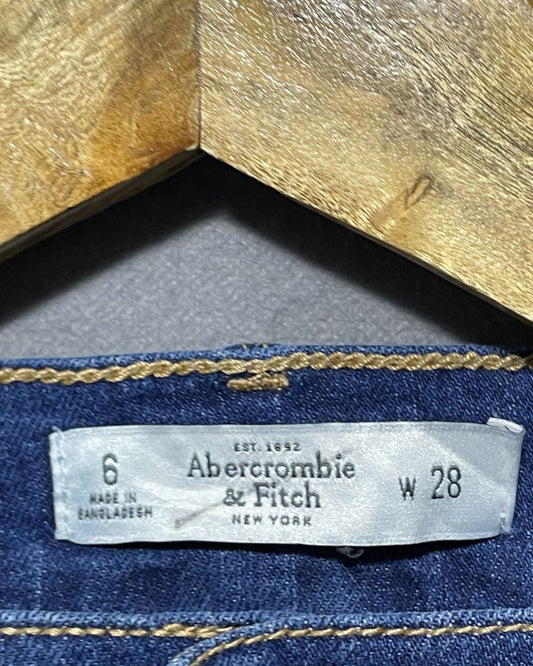 6
MADE IN
BANGLADESH
EST. 1892
Abercrombie
& Fitch
NEW YORK
W 28